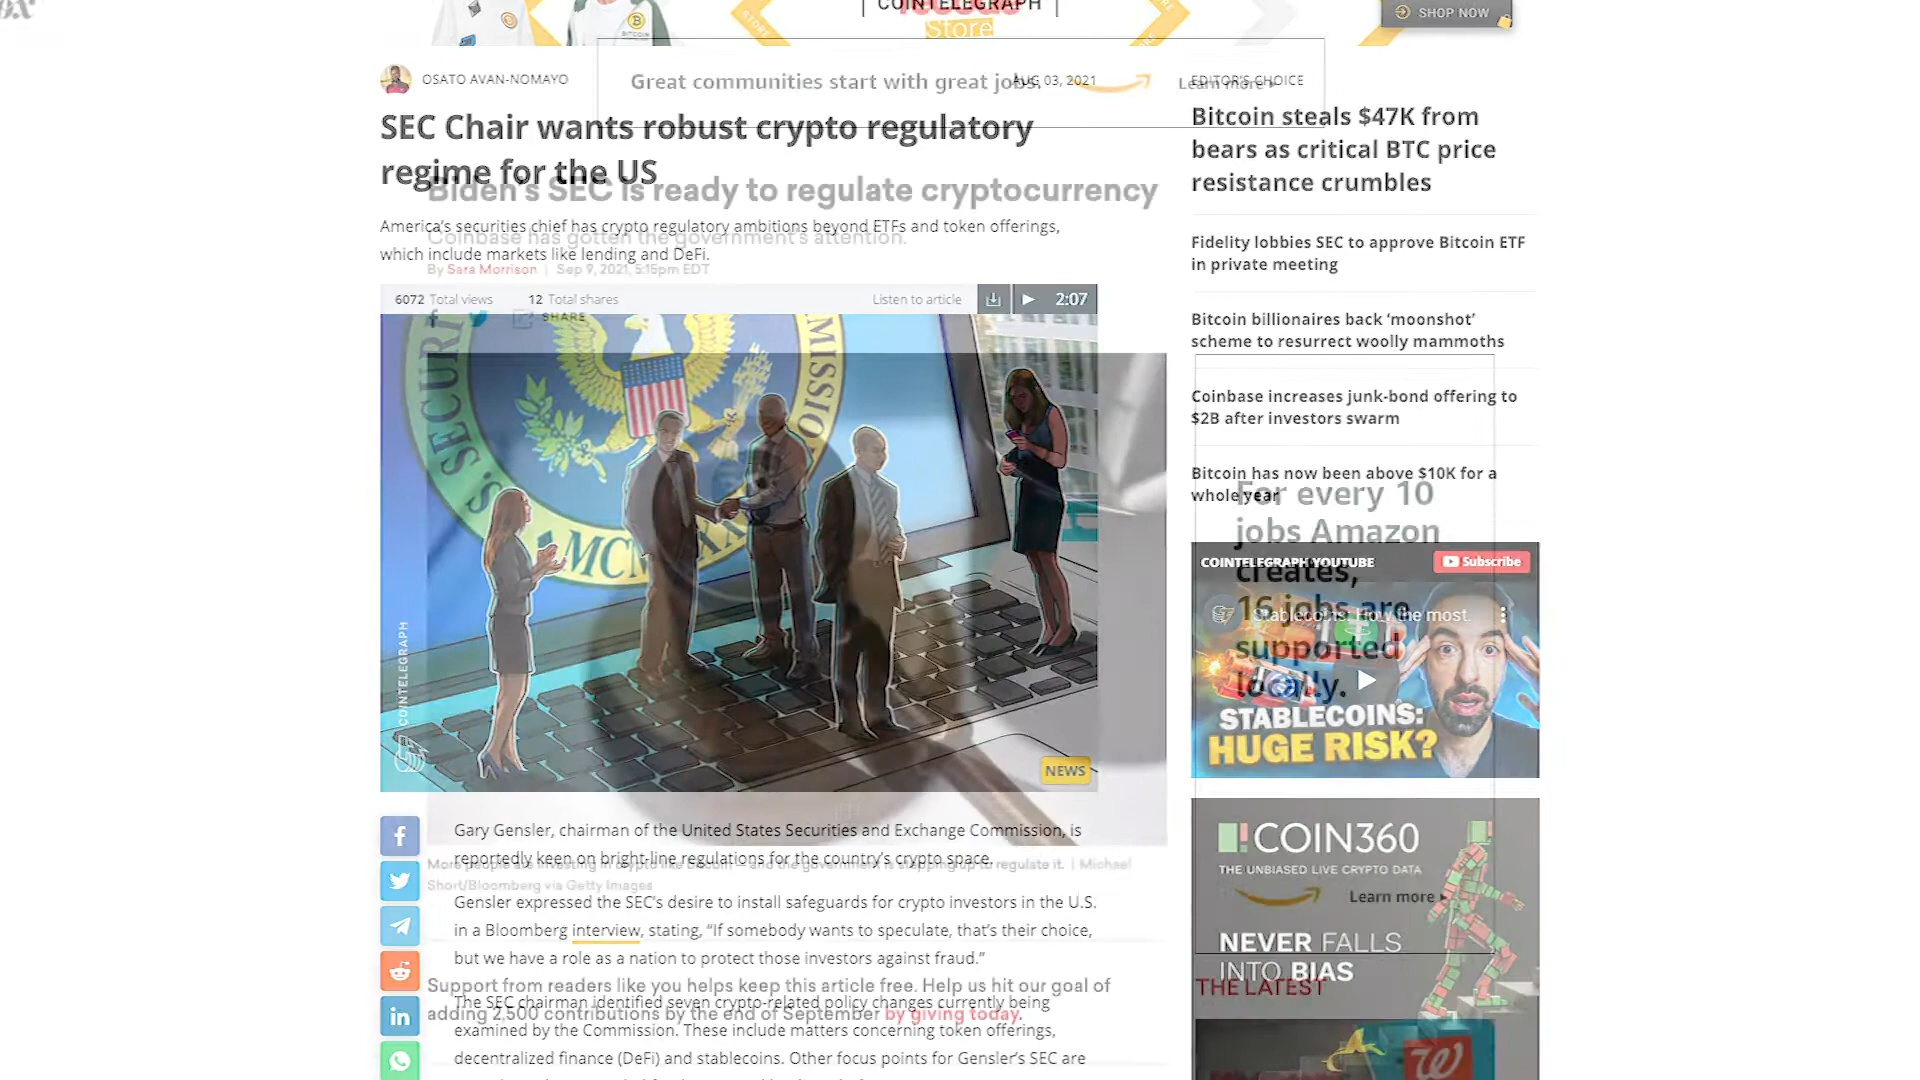 COINTELEGRAPH
Store
SHOP NOW
OSATO AVAN-NOMAYO
AUG 03, 2021
Great communities start with great jobs.
Learn more
EDITOR'S CHOICE
SEC Chair wants robust crypto regulatory
regime for the US
Biden's SEC is ready to regulate cryptocurrency
America's securities chief has crypto regulatory ambitions beyond ETFs and token offerings,
which include markets like lending and DeFi.
Coinbase has gotten the government's attention.
By Sara Morrison | Sep 9, 2021, 5:15pm EDT
6072 Total views
12 Total shares
Listen to article
2:07
SHARE
COINTELEGRAPH
NEWS
Gary Gensler, chairman of the United States Securities and Exchange Commission, is
reportedly keen on bright-line regulations for the country's crypto space.
More people are investing in crypto like bitcoin — and the government is stepping up to regulate it. | Michael
Short/Bloomberg via Getty Images
Gensler expressed the SEC's desire to install safeguards for crypto investors in the U.S.
in a Bloomberg interview, stating, “If somebody wants to speculate, that's their choice,
but we have a role as a nation to protect those investors against fraud.”
Support from readers like you helps keep this article free. Help us hit our goal of
adding 2,500 contributions by the end of September by giving today.
The SEC chairman identified seven crypto-related policy changes currently being
examined by the Commission. These include matters concerning token offerings,
decentralized finance (DeFi) and stablecoins. Other focus points for Gensler's SEC are
Bitcoin steals $47K from
bears as critical BTC price
resistance crumbles
Fidelity lobbies SEC to approve Bitcoin ETF
in private meeting
Bitcoin billionaires back ‘moonshot’
scheme to resurrect woolly mammoths
Coinbase increases junk-bond offering to
$2B after investors swarm
Bitcoin has now been above $10K for a
whole year
For every 10
jobs Amazon
creates,
16 jobs are
supported
locally.
COINTELEGRAPH YOUTUBE
Subscribe
Stablecoins: How the most.
STABLECOINS:
HUGE RISK?
COIN360
THE UNBIASED LIVE CRYPTO DATA
Learn more
NEVER FALLS
INTO BIAS
THE LATEST